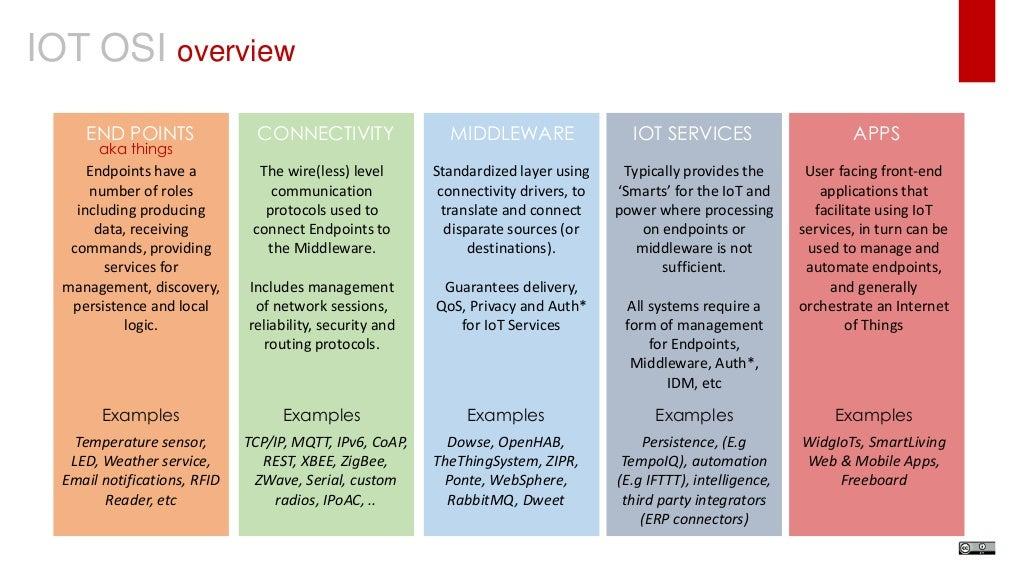 IOT OSI overview
END POINTS
aka things
Endpoints have a
number of roles
including producing
data, receiving
commands, providing
services for
management, discovery,
persistence and local
logic.
Examples
Temperature sensor,
LED, Weather service,
Email notifications, RFID
Reader, etc
CONNECTIVITY
The wire(less) level
communication
protocols used to
connect Endpoints to
the Middleware.
Includes management
of network sessions,
reliability, security and
routing protocols.
Examples
TCP/IP, MQTT, IPv6, CoAP,
REST, XBEE, ZigBee,
ZWave, Serial, custom
radios, IPoAC, ..
MIDDLEWARE
Standardized layer using
connectivity drivers, to
translate and connect
disparate sources (or
destinations).
Guarantees delivery,
QoS, Privacy and Auth*
for IoT Services
Examples
Dowse, OpenHAB,
TheThingSystem, ZIPR,
Ponte, WebSphere,
RabbitMQ, Dweet
IOT SERVICES
Typically provides the
‘Smarts’ for the IoT and
power where processing
on endpoints or
middleware is not
sufficient.
All systems require a
form of management
for Endpoints,
Middleware, Auth*,
IDM, etc
Examples
Persistence, (E.g
TempoIQ), automation
(E.g IFTTT), intelligence,
third party integrators
(ERP connectors)
APPS
User facing front-end
applications that
facilitate using IoT
services, in turn can be
used to manage and
automate endpoints,
and generally
orchestrate an Internet
of Things
Examples
WidgIoTs, SmartLiving
Web & Mobile Apps,
Freeboard